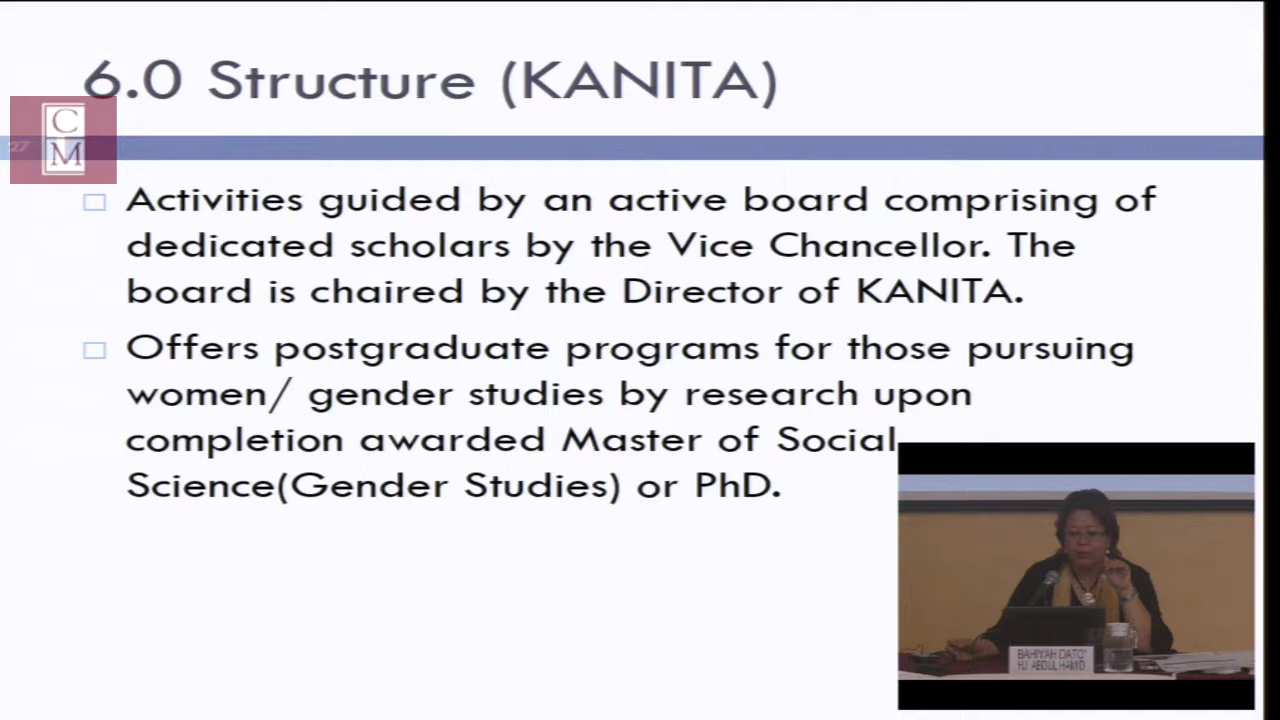 6.0 Structure (KANITA)
C
M
27
Activities guided by an active board comprising of
dedicated scholars by the Vice Chancellor. The
board is chaired by the Director of KANITA.
Offers postgraduate programs for those pursuing
women/ gender studies by research upon
completion awarded Master of Social
Science(Gender Studies) or PhD.
BAHIYAH DATO'
HJ. ABDUL HAMID